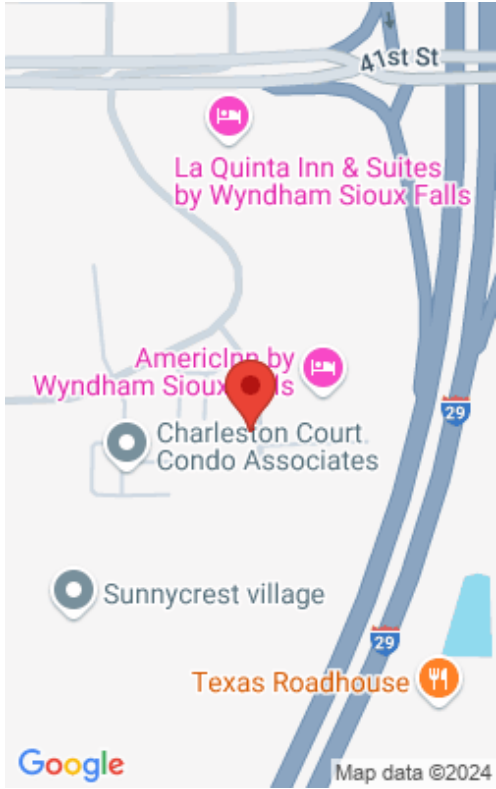 41st St
La Quinta Inn & Suites
by Wyndham Sioux Falls
AmericInn by
Wyndham Sioux Falls
29
Charleston Court
Condo Associates
Sunnycrest village
29
Texas Roadhouse
Google
Map data ©2024